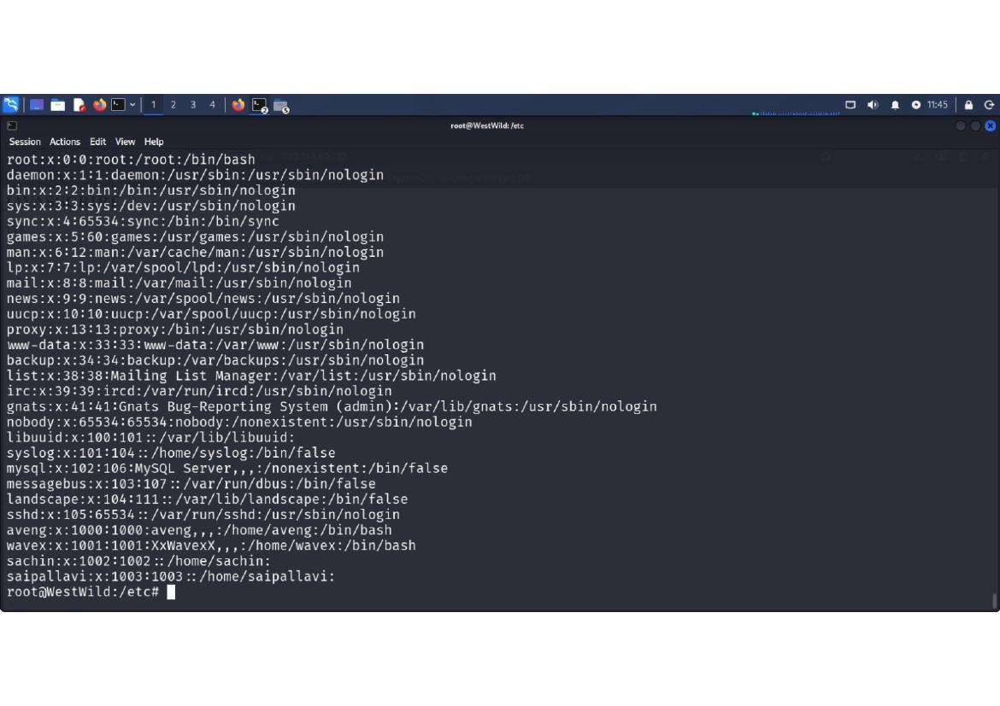 1 2 3 4 2 5 11:45
root@WestWild: /etc
Session Actions Edit View Help
root:x:0:0:root:/root:/bin/bash
daemon:x:1:1:daemon:/usr/sbin:/usr/sbin/nologin
bin:x:2:2:bin:/bin:/usr/sbin/nologin
sys:x:3:3:sys:/dev:/usr/sbin/nologin
sync:x:4:65534:sync:/bin:/bin/sync
games:x:5:60:games:/usr/games:/usr/sbin/nologin
man:x:6:12:man:/var/cache/man:/usr/sbin/nologin
lp:x:7:7:lp:/var/spool/lpd:/usr/sbin/nologin
mail:x:8:8:mail:/var/mail:/usr/sbin/nologin
news:x:9:9:news:/var/spool/news:/usr/sbin/nologin
uucp:x:10:10:uucp:/var/spool/uucp:/usr/sbin/nologin
proxy:x:13:13:proxy:/bin:/usr/sbin/nologin
www-data:x:33:33:www-data:/var/www:/usr/sbin/nologin
backup:x:34:34:backup:/var/backups:/usr/sbin/nologin
list:x:38:38:Mailing List Manager:/var/list:/usr/sbin/nologin
irc:x:39:39:ircd:/var/run/ircd:/usr/sbin/nologin
gnats:x:41:41:Gnats Bug-Reporting System (admin):/var/lib/gnats:/usr/sbin/nologin
nobody:x:65534:65534:nobody:/nonexistent:/usr/sbin/nologin
libuuid:x:100:101::/var/lib/libuuid:
syslog:x:101:104::/home/syslog:/bin/false
mysql:x:102:106:MySQL Server,,,:/nonexistent:/bin/false
messagebus:x:103:107::/var/run/dbus:/bin/false
landscape:x:104:111::/var/lib/landscape:/bin/false
sshd:x:105:65534::/var/run/sshd:/usr/sbin/nologin
aveng:x:1000:1000:aveng,,,:/home/aveng:/bin/bash
wavex:x:1001:1001:XxWavexX,,,:/home/wavex:/bin/bash
sachin:x:1002:1002::/home/sachin:
saipallavi:x:1003:1003::/home/saipallavi:
root@WestWild:/etc#